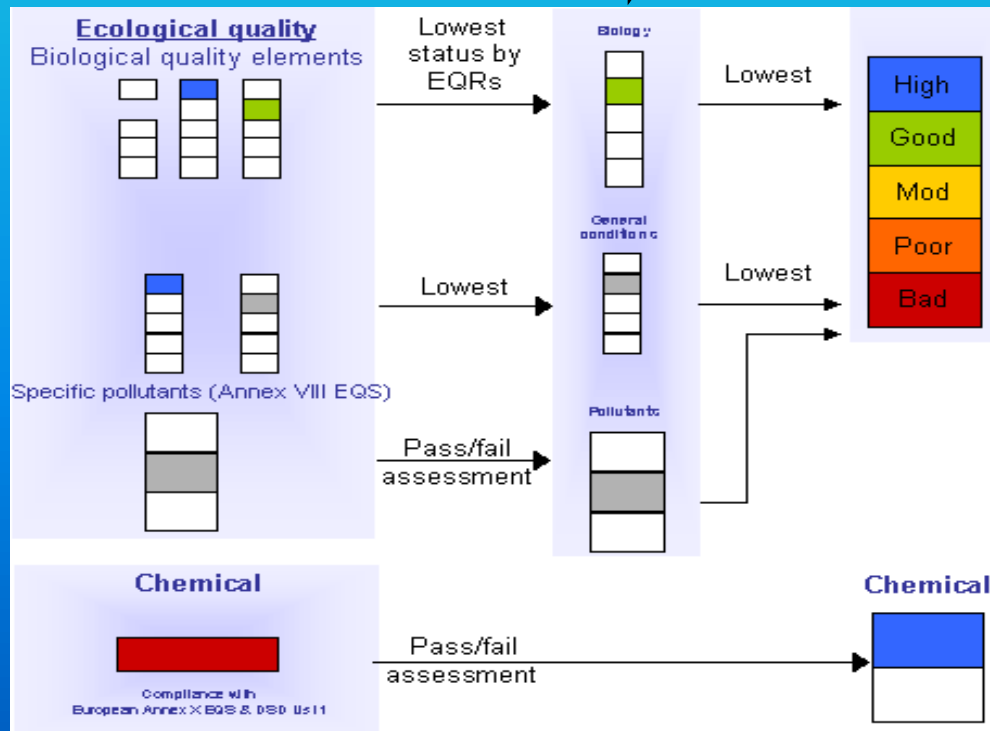 Ecological quality
Biological quality elements
Lowest
status by
EQRs
Biology
Lowest
High
Good
Mod
Poor
Bad
General
conditions
Lowest
Lowest
Specific pollutants (Annex VIII EQS)
Pollutants
Pass/fail
assessment
Chemical
Compliance with
European Annex X EQS & DSD List 1
Pass/fail
assessment
Chemical